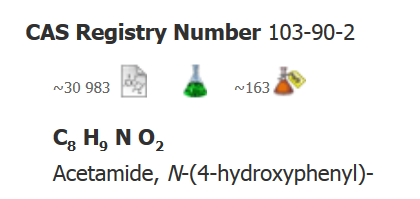 CAS Registry Number 103-90-2
~30 983 ~163
C₈ H₉ N O₂
Acetamide, N-(4-hydroxyphenyl)-